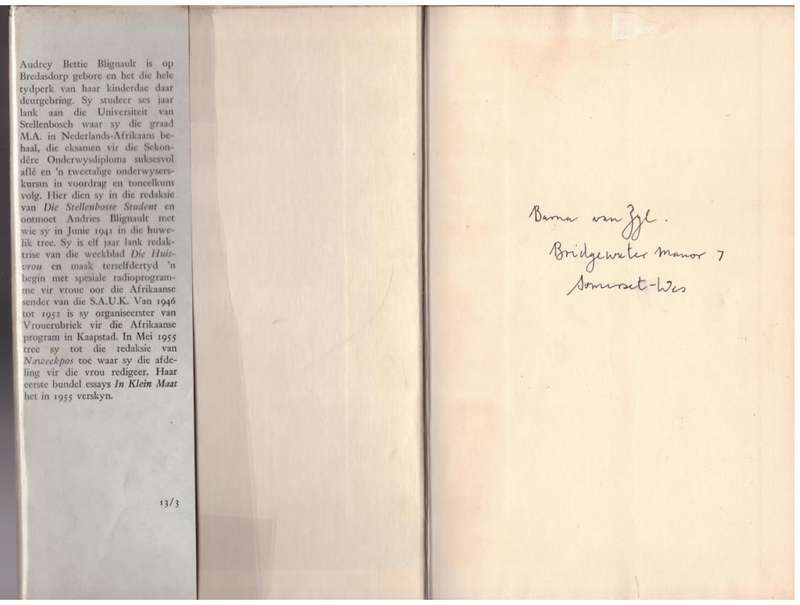 Audrey Bettie Blignault is op
Bredasdorp gebore en het die hele
tydperk van haar kinderdae daar
deurgebring. Sy studeer ses jaar
lank aan die Universiteit van
Stellenbosch waar sy die graad
M.A. in Nederlands-Afrikaans be-
haal, die eksamen vir die Sekon-
dêre Onderwysdiploma suksesvol
aflê en 'n tweetalige onderwysers-
kursus in voordrag en toneelkuns
volg. Hier dien sy in die redaksie
van Die Stellenbosse Student en
ontmoet Andries Blignault met
wie sy in Junie 1941 in die huwe-
lik tree. Sy is elf jaar lank redak-
trise van die weekblad Die Huis-
vrou en maak terselfdertyd 'n
begin met spesiale radioprogram-
me vir vroue oor die Afrikaanse
sender van die S.A.U.K. Van 1946
tot 1952 is sy organiseerster van
Vrouerubriek vir die Afrikaanse
program in Kaapstad. In Mei 1955
tree sy tot die redaksie van
Naweekpos toe waar sy die afde-
ling vir die vrou redigeer. Haar
eerste bundel essays In Klein Maat
het in 1955 verskyn.
13/3
Barna van Zyl.
Bridgewater Manor 7
Somerset-Wes